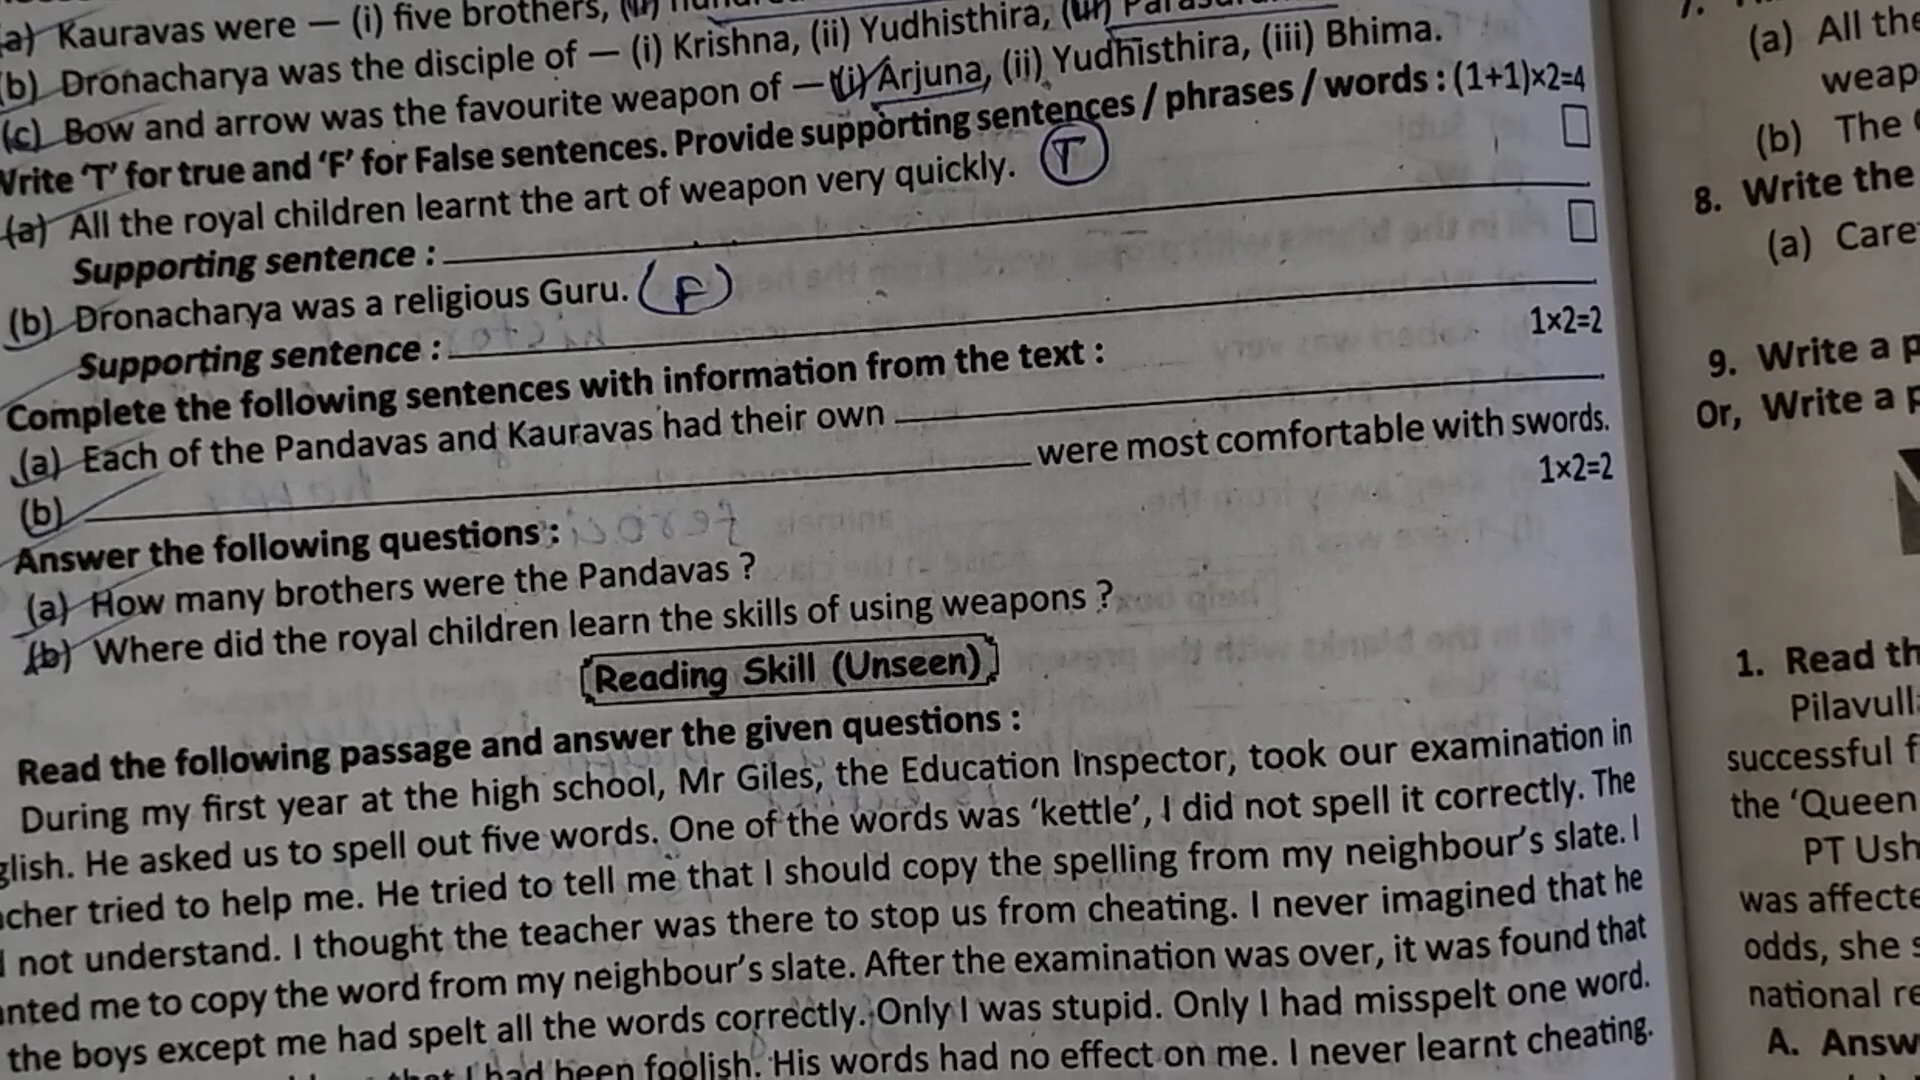 (a) Kauravas were — (i) five brothers, (ii)
(b) Dronacharya was the disciple of — (i) Krishna, (ii) Yudhisthira, (iii)
(c) Bow and arrow was the favourite weapon of — (i) Arjuna, (ii) Yudhisthira, (iii) Bhima.
Write ‘T’ for true and ‘F’ for False sentences. Provide supporting sentences / phrases / words : (1+1)×2=4
(a) All the royal children learnt the art of weapon very quickly. T
Supporting sentence :
(b) Dronacharya was a religious Guru. (F)
Supporting sentence :
Complete the following sentences with information from the text : 1×2=2
(a) Each of the Pandavas and Kauravas had their own
(b) were most comfortable with swords.
Answer the following questions : 1×2=2
(a) How many brothers were the Pandavas ?
(b) Where did the royal children learn the skills of using weapons ?
Reading Skill (Unseen)
Read the following passage and answer the given questions :
During my first year at the high school, Mr Giles, the Education Inspector, took our examination in
glish. He asked us to spell out five words. One of the words was ‘kettle’, I did not spell it correctly. The
cher tried to help me. He tried to tell me that I should copy the spelling from my neighbour’s slate. I
not understand. I thought the teacher was there to stop us from cheating. I never imagined that he
nted me to copy the word from my neighbour’s slate. After the examination was over, it was found that
the boys except me had spelt all the words correctly. Only I was stupid. Only I had misspelt one word.
that I had been foolish. His words had no effect on me. I never learnt cheating.
7.
(a) All the
weap
(b) The
8. Write the
(a) Care
9. Write a p
Or, Write a p
1. Read th
Pilavull
successful f
the ‘Queen
PT Ush
was affecte
odds, she s
national re
A. Answ